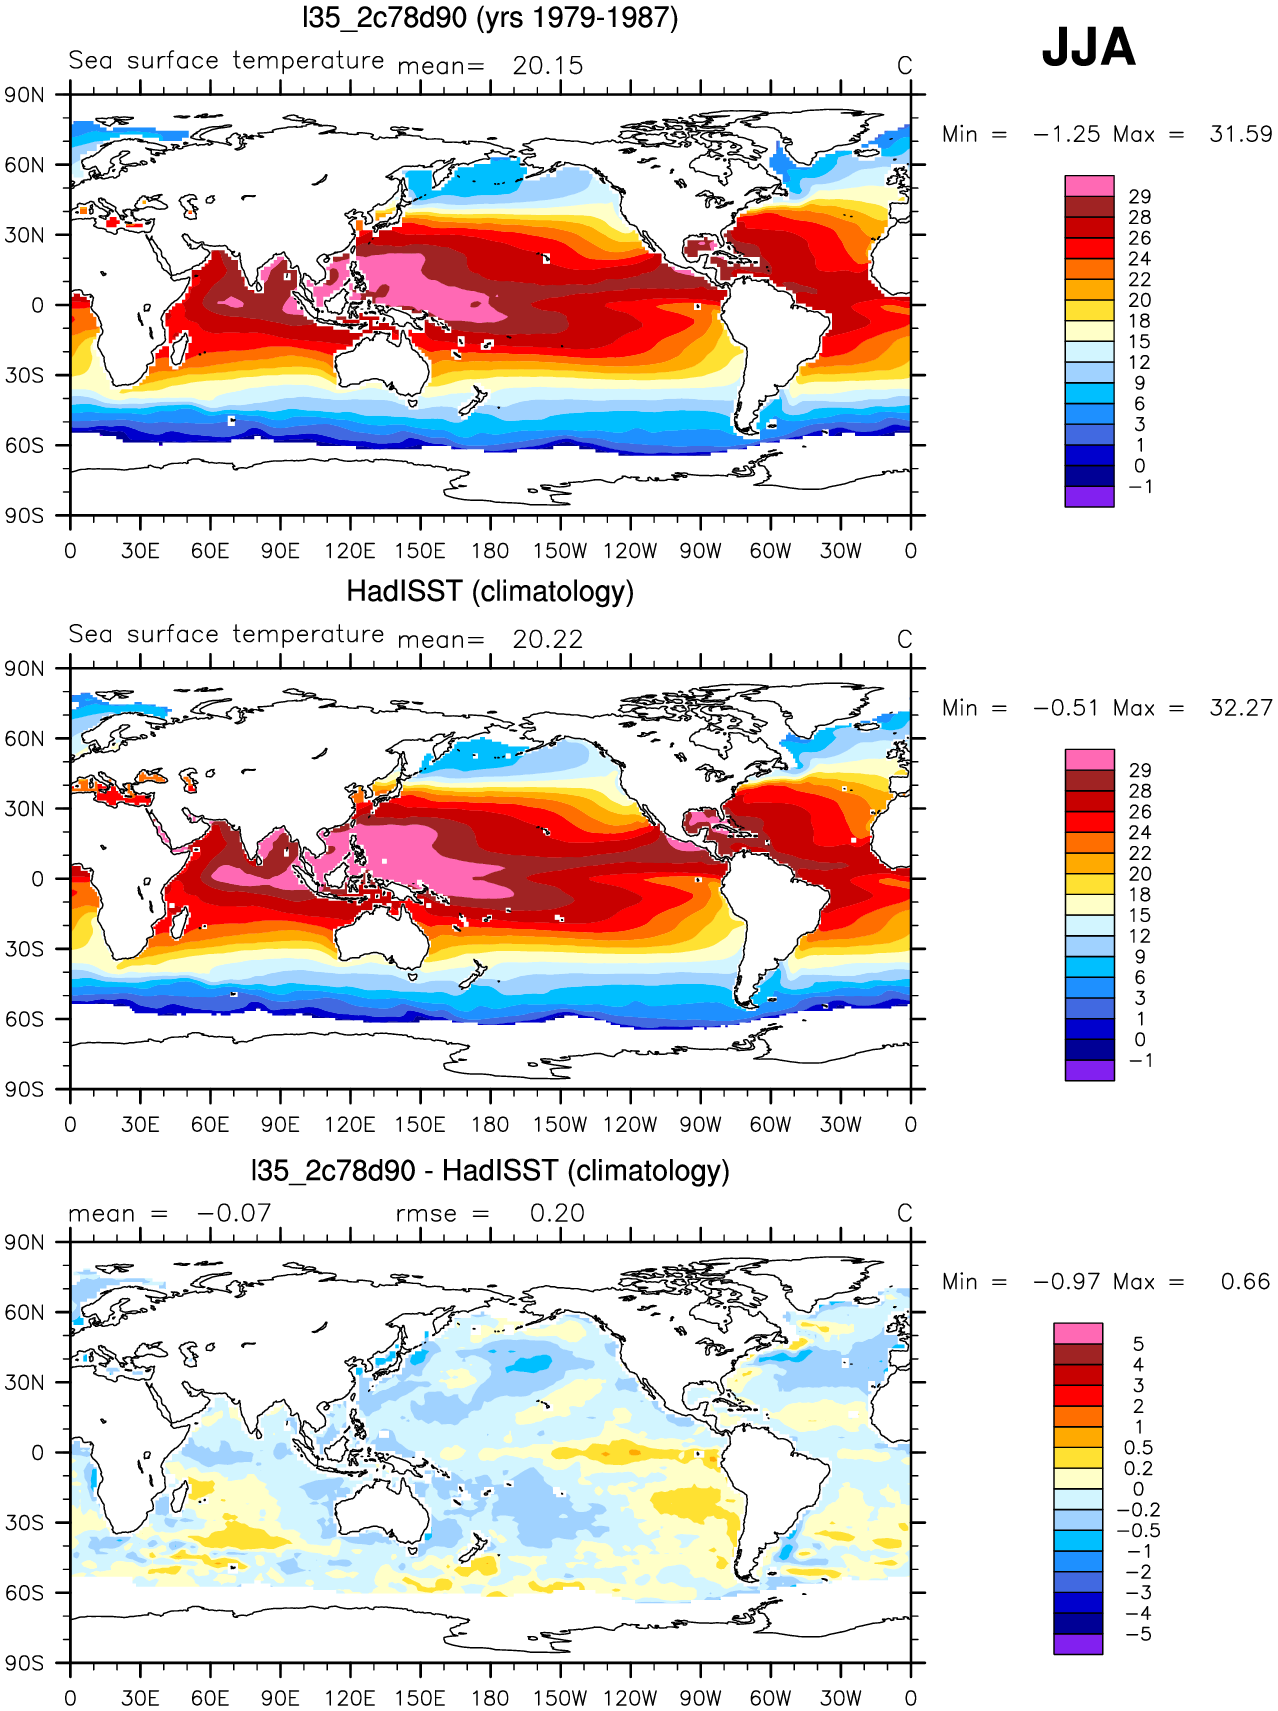 l35_2c78d90 (yrs 1979-1987)
JJA
Sea surface temperature mean= 20.15 C
Min = −1.25 Max = 31.59
90N
60N
30N
0
30S
60S
90S
0 30E 60E 90E 120E 150E 180 150W 120W 90W 60W 30W 0
29
28
26
24
22
20
18
15
12
9
6
3
1
0
−1
HadISST (climatology)
Sea surface temperature mean= 20.22 C
Min = −0.51 Max = 32.27
90N
60N
30N
0
30S
60S
90S
0 30E 60E 90E 120E 150E 180 150W 120W 90W 60W 30W 0
29
28
26
24
22
20
18
15
12
9
6
3
1
0
−1
l35_2c78d90 - HadISST (climatology)
mean = −0.07 rmse = 0.20 C
Min = −0.97 Max = 0.66
90N
60N
30N
0
30S
60S
90S
0 30E 60E 90E 120E 150E 180 150W 120W 90W 60W 30W 0
5
4
3
2
1
0.5
0.2
0
−0.2
−0.5
−1
−2
−3
−4
−5